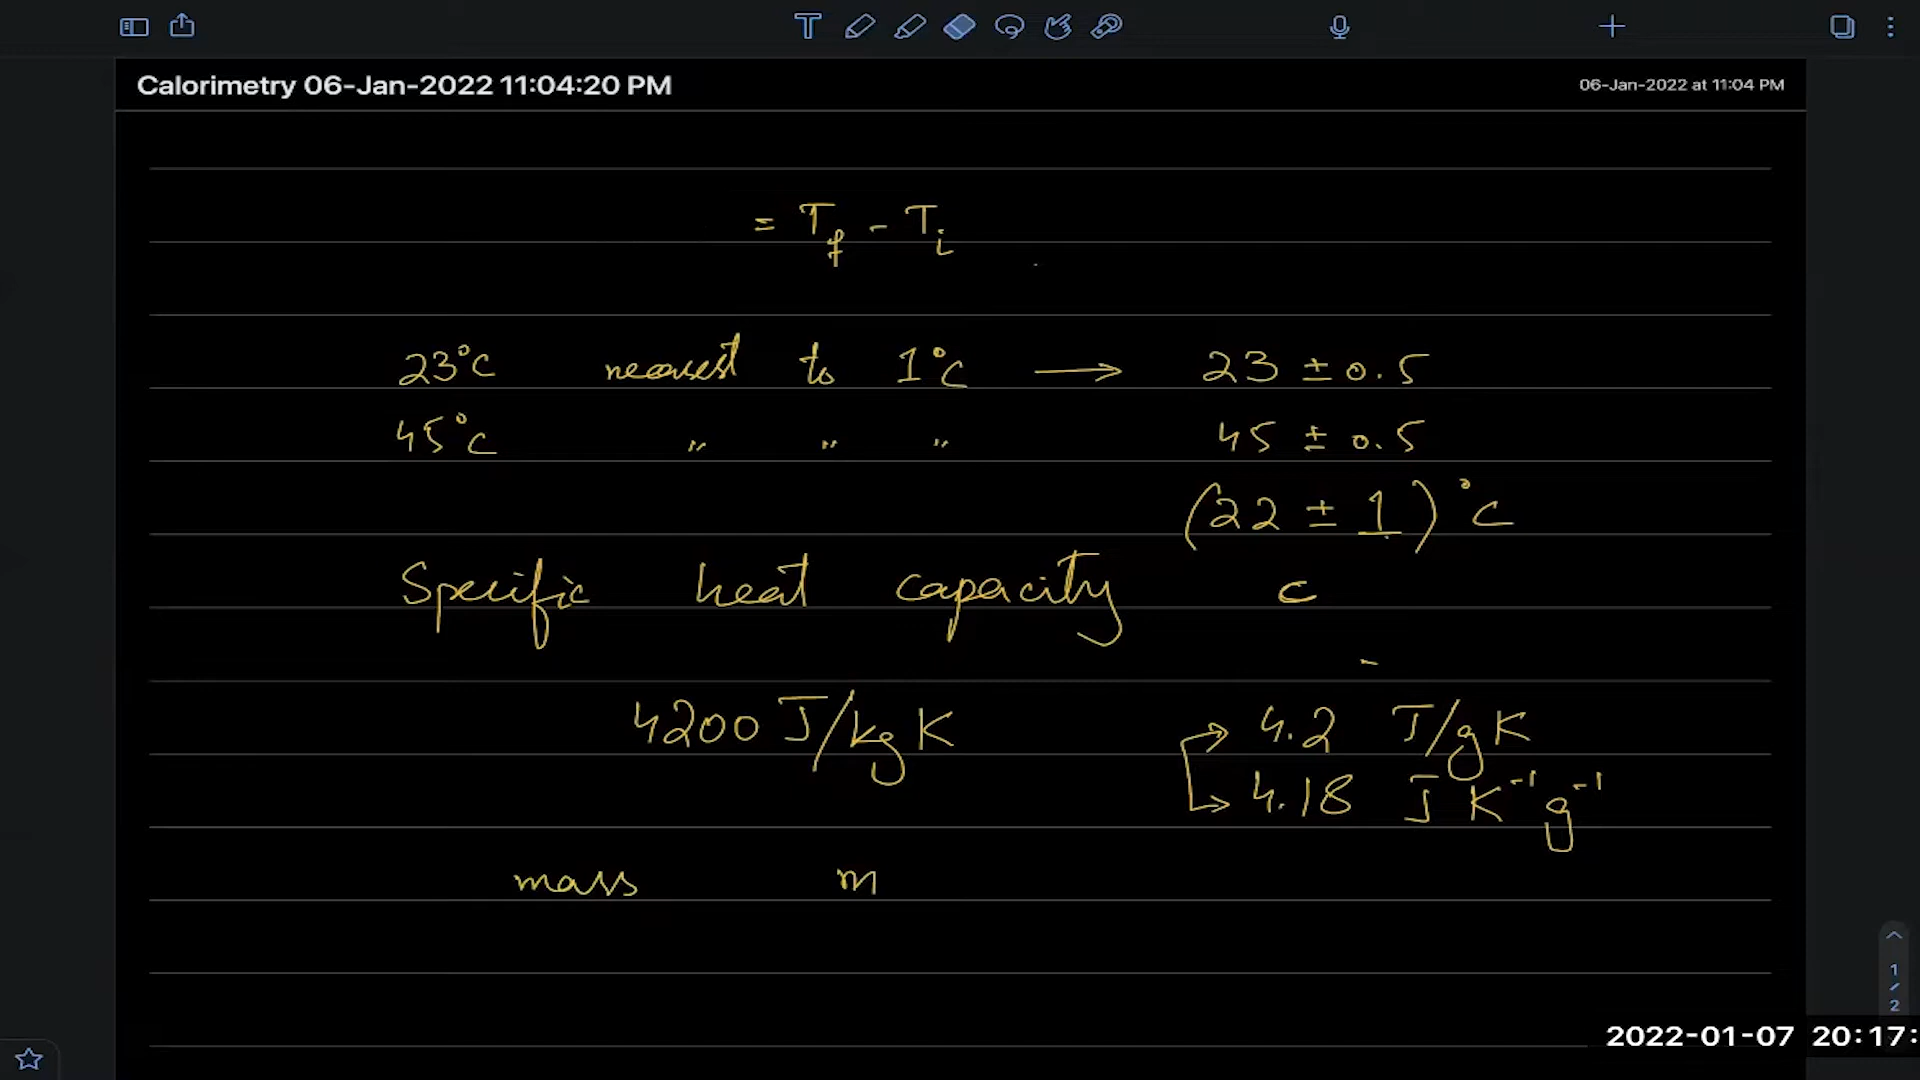 Calorimetry 06-Jan-2022 11:04:20 PM
06-Jan-2022 at 11:04 PM
= T_f - T_i
23°C nearest to 1°C → 23 ± 0.5
45°C " " " 45 ± 0.5
(22 ± 1)°C
Specific heat capacity c
4200 J/kg K → 4.2 J/g K
→ 4.18 J K⁻¹ g⁻¹
mass m
1
/
2
2022-01-07 20:17: